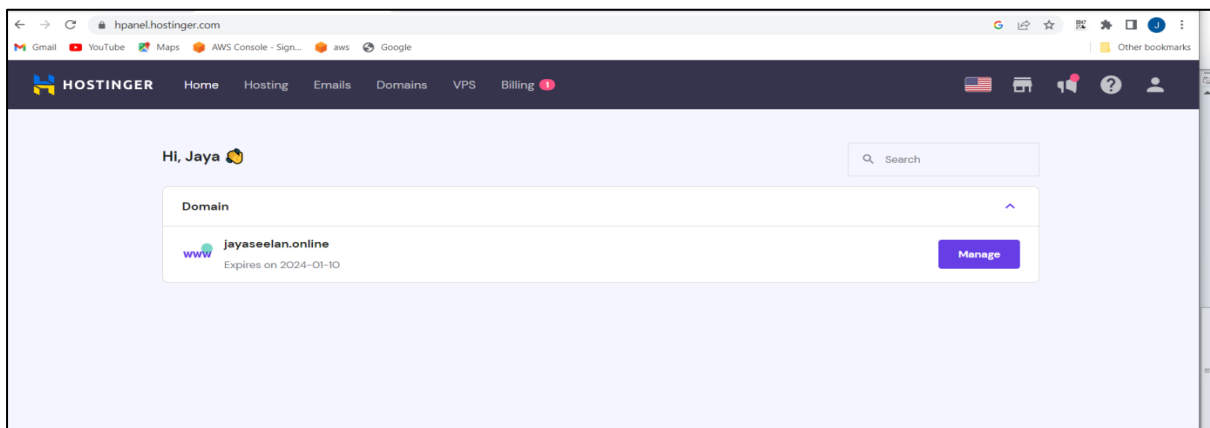 hpanel.hostinger.com
Gmail YouTube Maps AWS Console - Sign... aws Google Other bookmarks
HOSTINGER Home Hosting Emails Domains VPS Billing 1
Hi, Jaya
Search
Domain
www jayaseelan.online
Expires on 2024-01-10
Manage